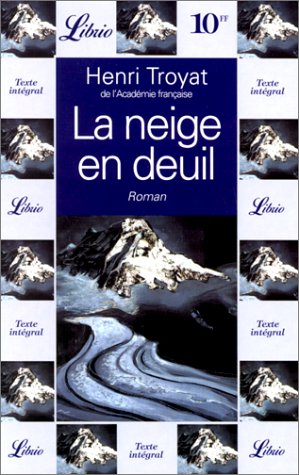 Librio
10FF
Texte
intégral
Henri Troyat
de l'Académie française
Texte
intégral
La neige
en deuil
Roman
Librio
Librio
Texte
intégral
Texte
intégral
Librio
Texte
intégral
Librio